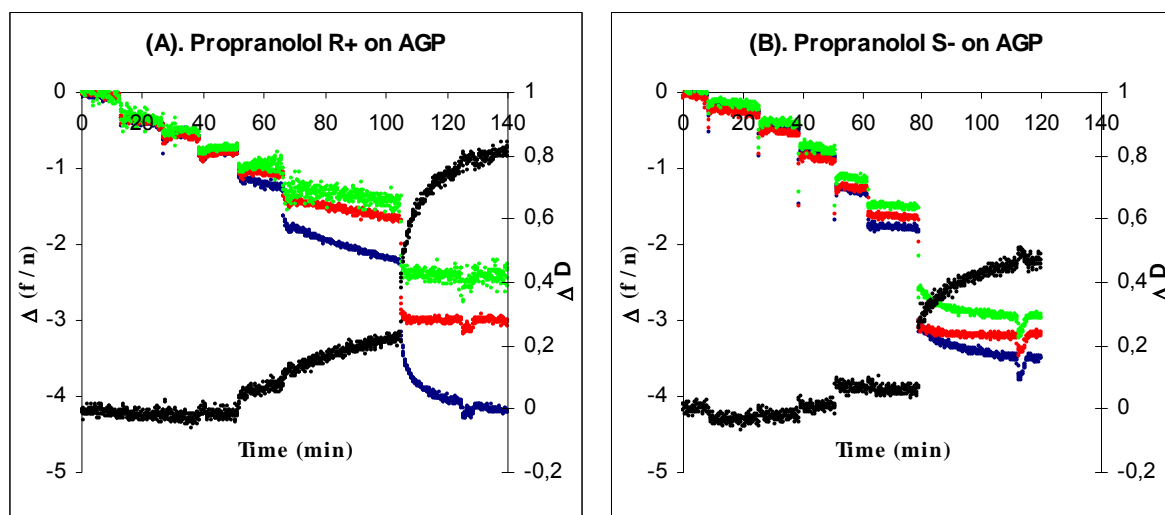 (A). Propranolol R+ on AGP
0
-1
-2
-3
-4
-5
Δ (f / n)
0 20 40 60 80 100 120 140
Time (min)
1
0,8
0,6
0,4
0,2
0
-0,2
Δ D
(B). Propranolol S- on AGP
0
-1
-2
-3
-4
-5
Δ (f / n)
0 20 40 60 80 100 120 140
Time (min)
1
0,8
0,6
0,4
0,2
0
-0,2
Δ D